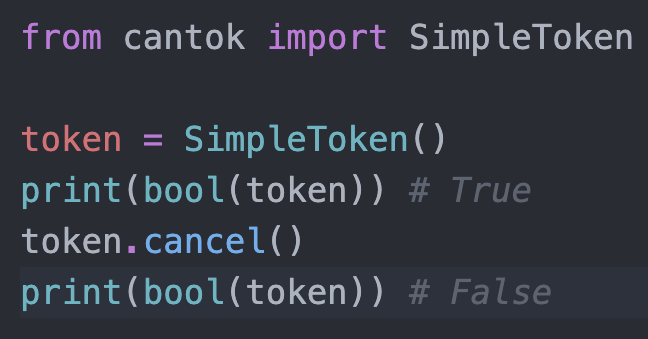 from cantok import SimpleToken
token = SimpleToken()
print(bool(token)) # True
token.cancel()
print(bool(token)) # False